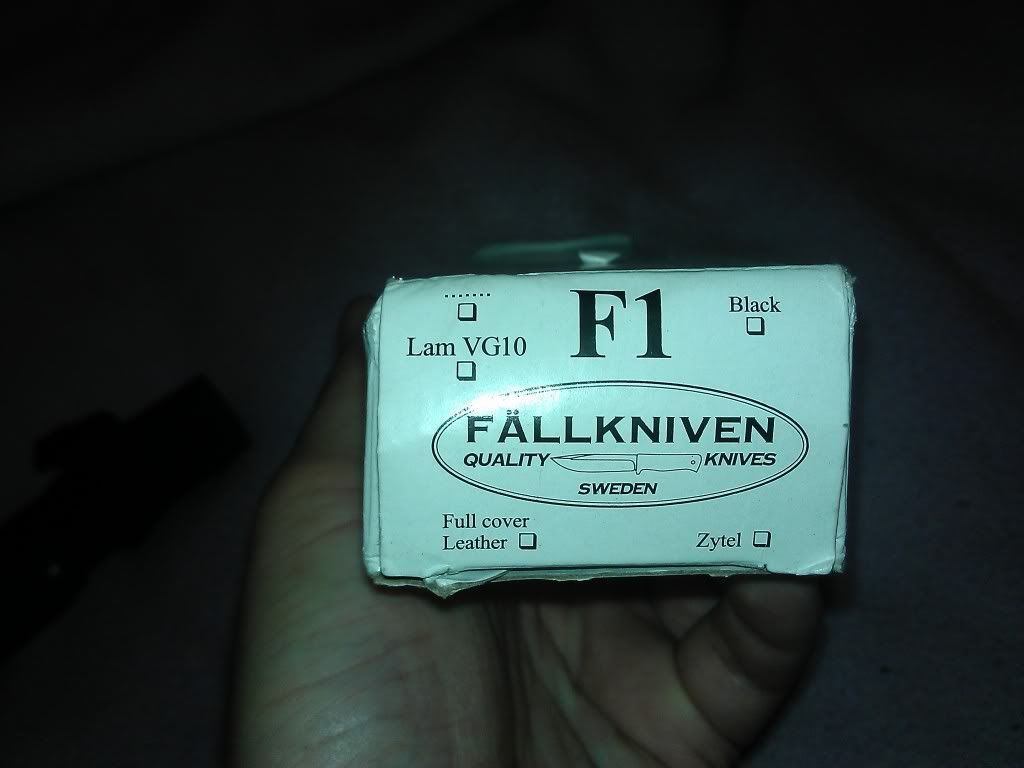 F1
Black
Lam VG10
FÄLLKNIVEN
QUALITY KNIVES
SWEDEN
Full cover
Leather
Zytel